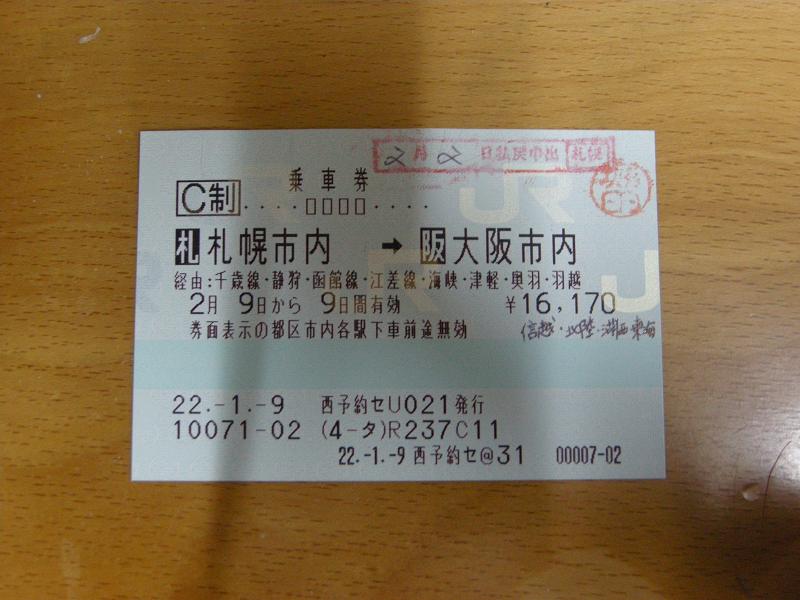 2月2日払戻申出 札幌
乗車券
C制 ････▯▯▯▯････
札 札幌市内 → 阪 大阪市内
経由:千歳線・静狩・函館線・江差線・海峡・津軽・奥羽・羽越
2月 9日から 9日間有効 ¥16,170
券面表示の都区市内各駅下車前途無効
信越・北陸・湖西 東海
22.-1.-9 西予約セU021発行
10071-02 (4-タ)R237C11
22.-1.-9 西予約セ@31 00007-02